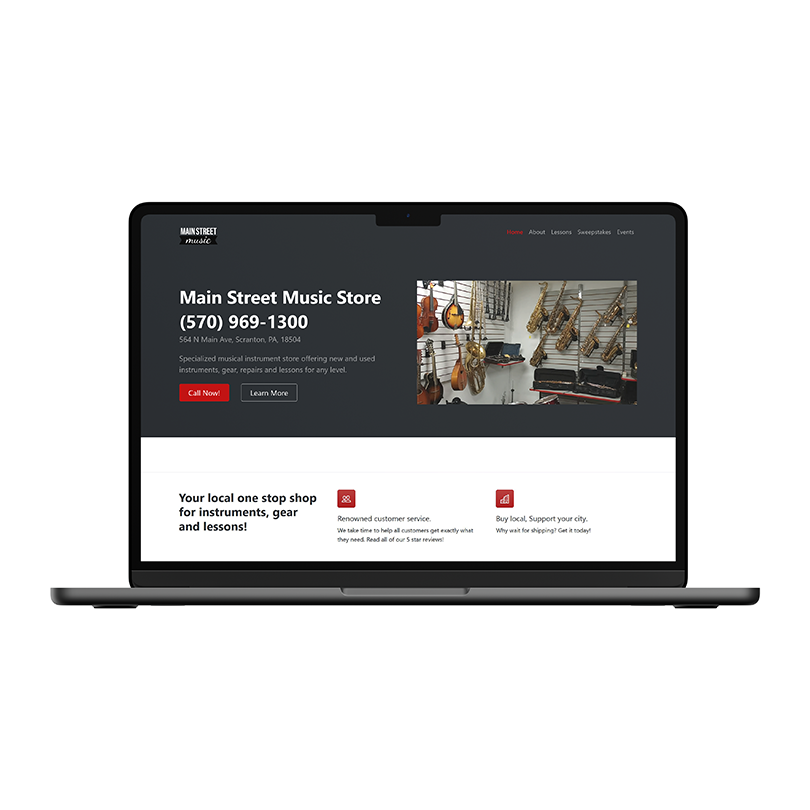 MAIN STREET
music
Home About Lessons Sweepstakes Events
Main Street Music Store
(570) 969-1300
564 N Main Ave, Scranton, PA, 18504
Specialized musical instrument store offering new and used
instruments, gear, repairs and lessons for any level.
Call Now!
Learn More
Your local one stop shop
for instruments, gear
and lessons!
Renowned customer service.
We take time to help all customers get exactly what
they need. Read all of our 5 star reviews!
Buy local, Support your city.
Why wait for shipping? Get it today!